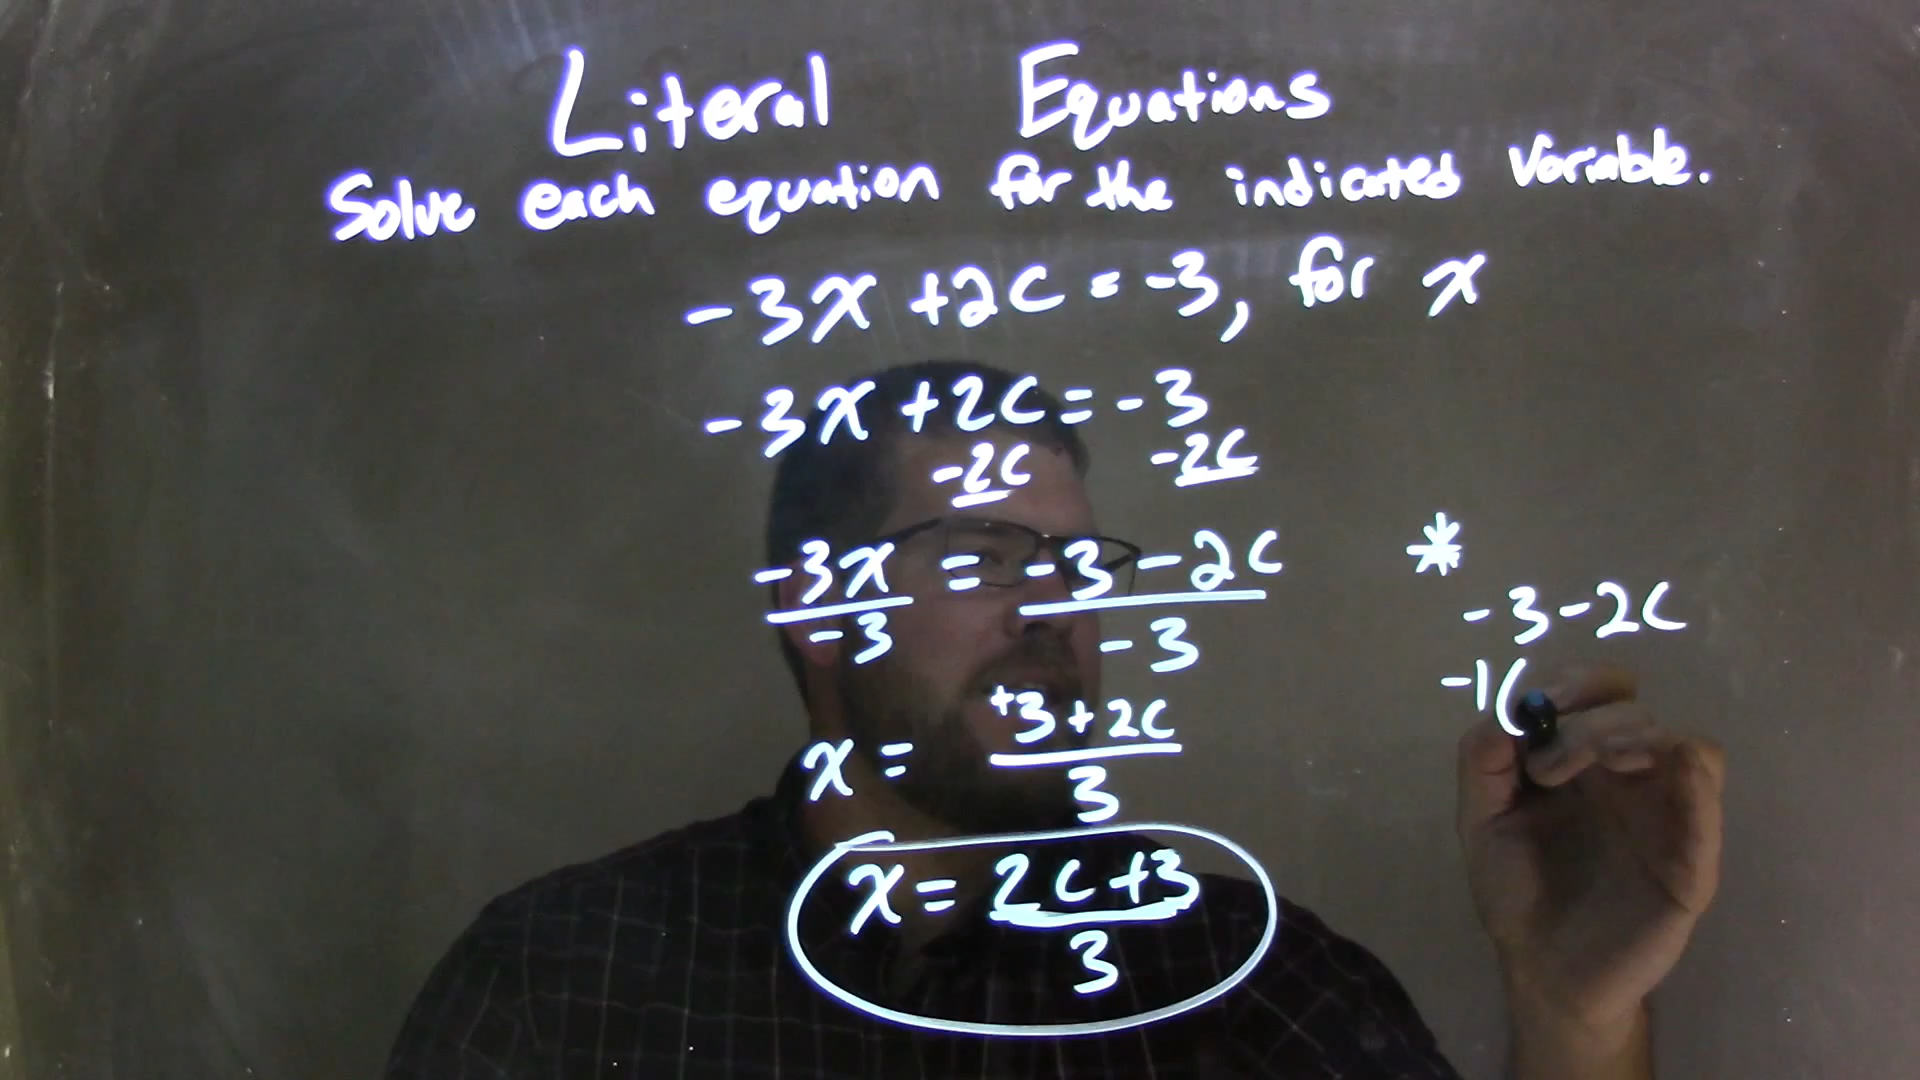 Literal Equations
Solve each equation for the indicated variable.
-3x +2c = -3, for x
-3x +2c = -3
-2c -2c
-3x = -3-2c
-3 -3
x = +3+2c
3
x = 2c+3
3
*
-3-2c
-1(